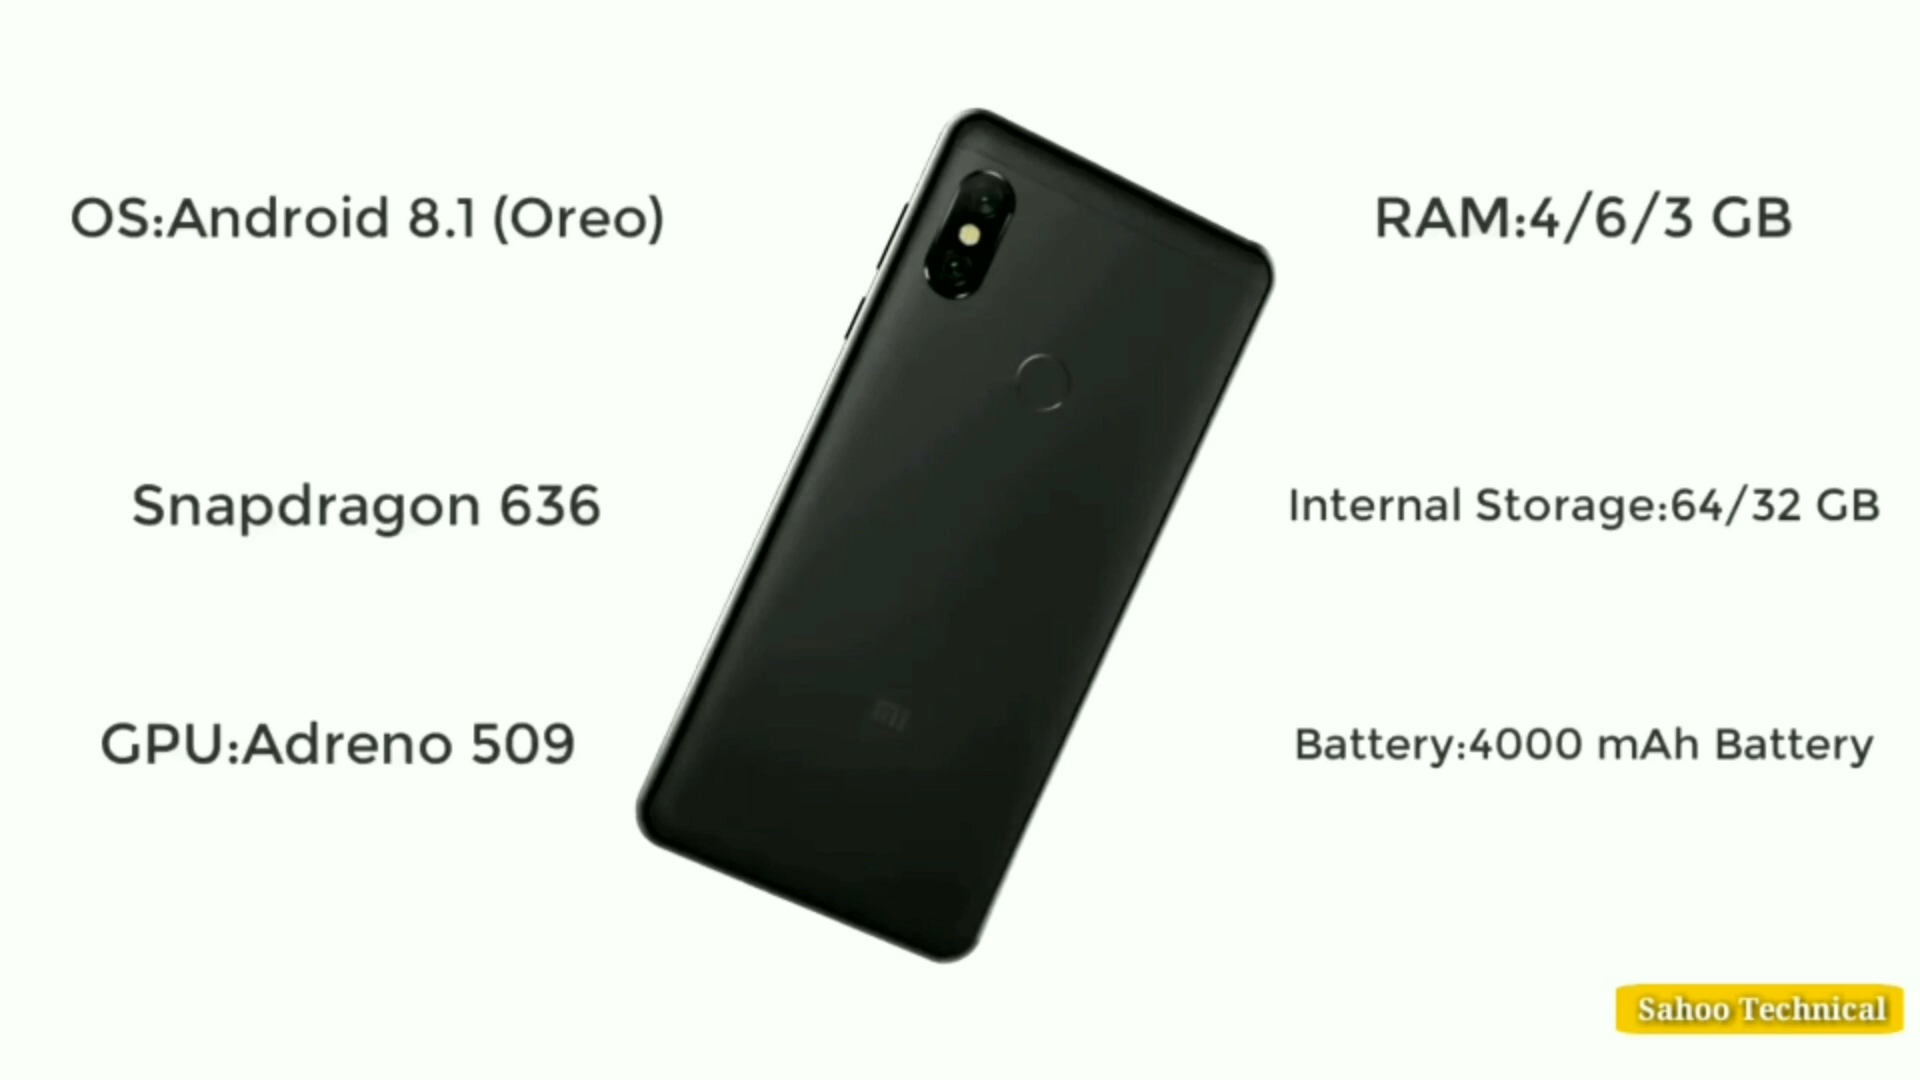 OS:Android 8.1 (Oreo)
RAM:4/6/3 GB
Snapdragon 636
Internal Storage:64/32 GB
GPU:Adreno 509
Battery:4000 mAh Battery
mi
Sahoo Technical